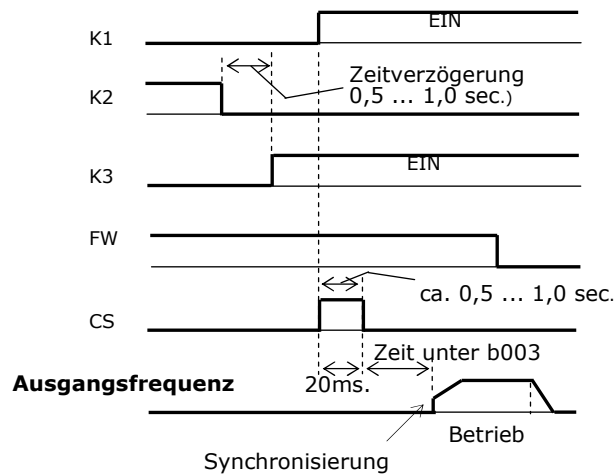 K1
EIN
Zeitverzögerung
0,5 ... 1,0 sec.)
K2
EIN
K3
FW
ca. 0,5 ... 1,0 sec.
CS
Zeit unter b003
Ausgangsfrequenz
20ms.
Betrieb
Synchronisierung